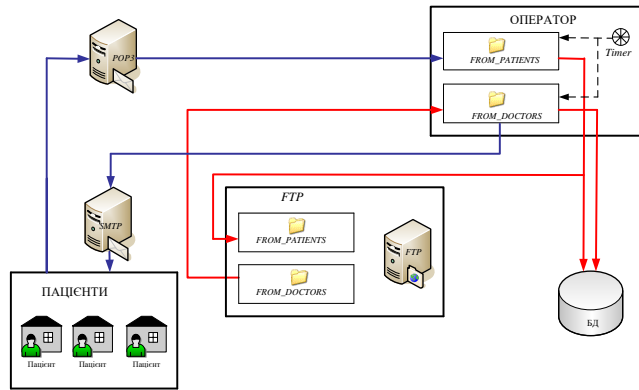 ОПЕРАТОР
POP3
FROM_PATIENTS
Timer
FROM_DOCTORS
FTP
SMTP
FROM_PATIENTS
FTP
FROM_DOCTORS
ПАЦІЄНТИ
БД
Пацієнт
Пацієнт
Пацієнт